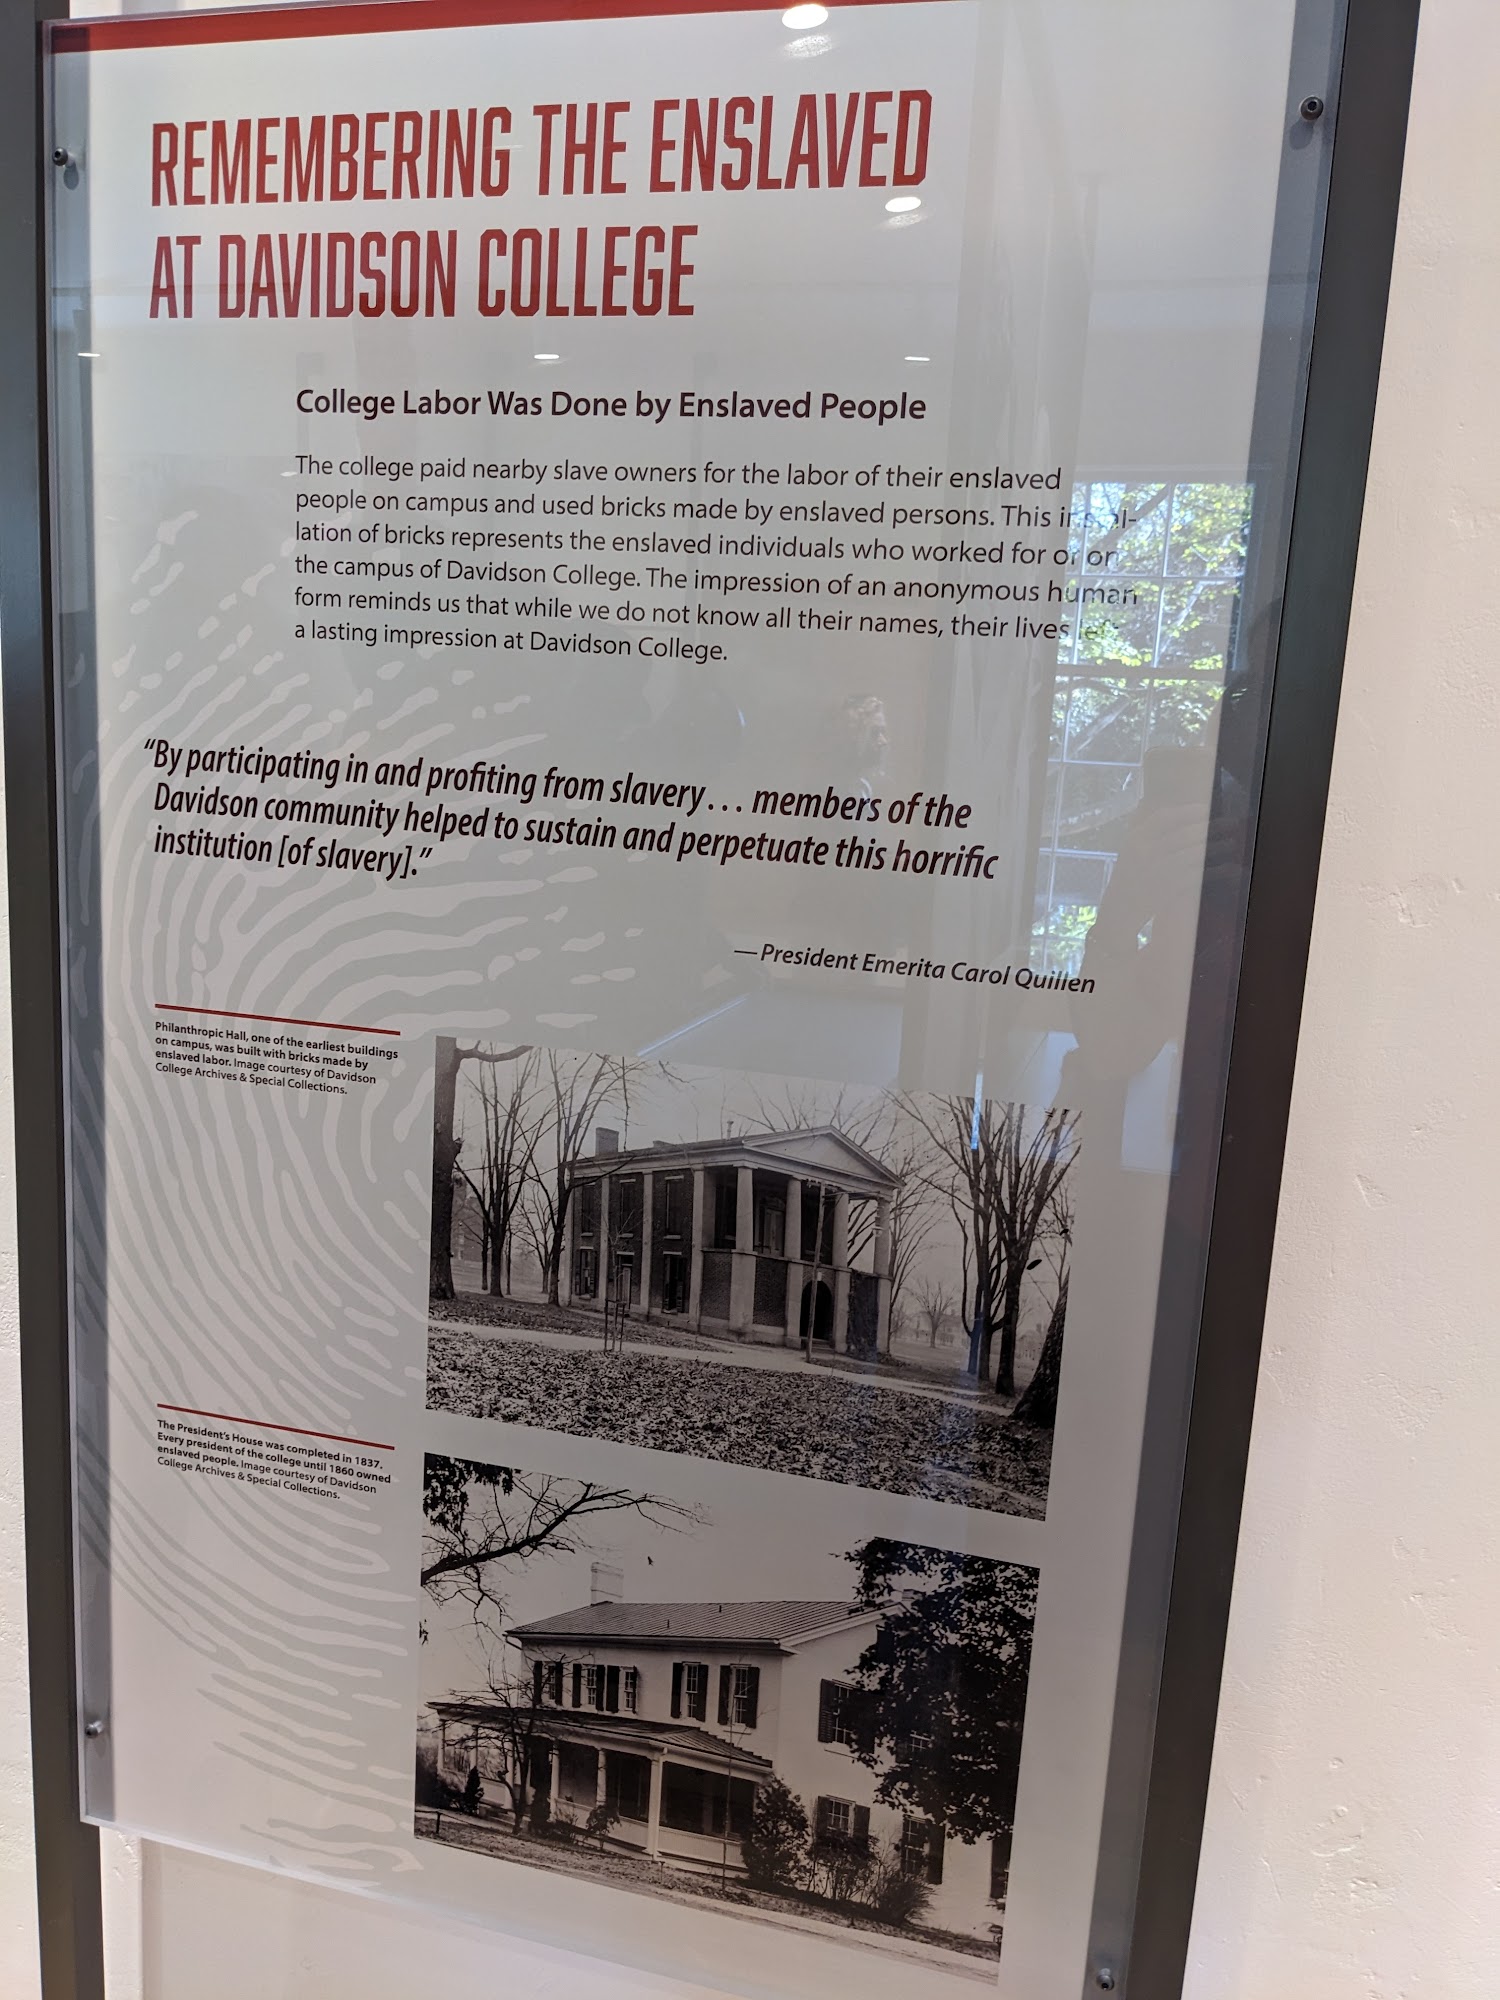 REMEMBERING THE ENSLAVED
AT DAVIDSON COLLEGE
College Labor Was Done by Enslaved People
The college paid nearby slave owners for the labor of their enslaved
people on campus and used bricks made by enslaved persons. This instal-
lation of bricks represents the enslaved individuals who worked for or on
the campus of Davidson College. The impression of an anonymous human
form reminds us that while we do not know all their names, their lives left
a lasting impression at Davidson College.
“By participating in and profiting from slavery… members of the
Davidson community helped to sustain and perpetuate this horrific
institution [of slavery].”
—President Emerita Carol Quillen
Philanthropic Hall, one of the earliest buildings
on campus, was built with bricks made by
enslaved labor. Image courtesy of Davidson
College Archives & Special Collections.
The President's House was completed in 1837.
Every president of the college until 1860 owned
enslaved people. Image courtesy of Davidson
College Archives & Special Collections.